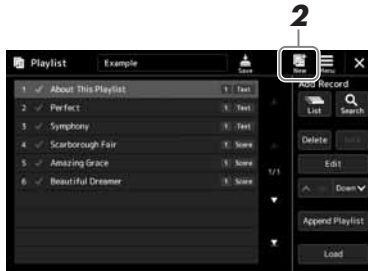 2
Playlist Example Save New Menu
Add Record
1 About This Playlist 1 Text
List Search
2 Perfect 1 Text
3 Symphony 1 Text
Delete
4 Scarborough Fair 1 Score
Edit
5 Amazing Grace 1 Score
1/1
6 Beautiful Dreamer 1 Score
Down
Append Playlist
Load